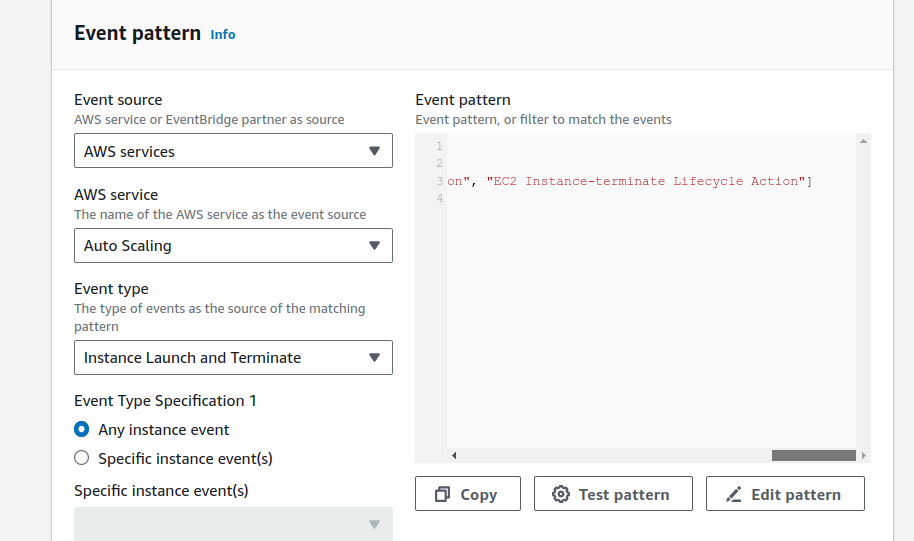 Event pattern Info
Event source
AWS service or EventBridge partner as source
AWS services
AWS service
The name of the AWS service as the event source
Auto Scaling
Event type
The type of events as the source of the matching
pattern
Instance Launch and Terminate
Event Type Specification 1
Any instance event
Specific instance event(s)
Specific instance event(s)
Event pattern
Event pattern, or filter to match the events
1
2
3 on", "EC2 Instance-terminate Lifecycle Action"]
4
Copy
Test pattern
Edit pattern